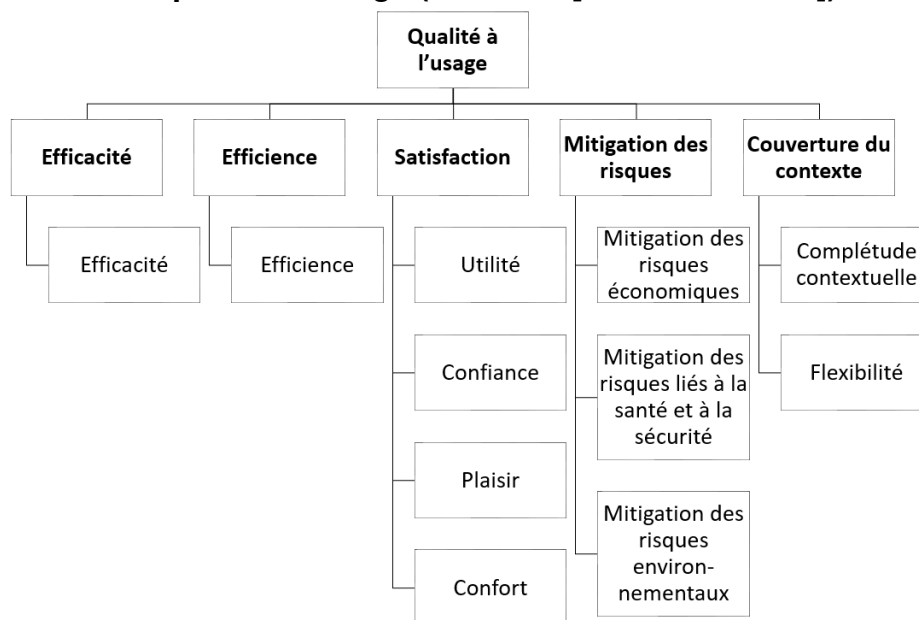 Qualité à
l'usage
Efficacité
Efficience
Satisfaction
Mitigation des
risques
Couverture du
contexte
Efficacité
Efficience
Utilité
Mitigation des
risques
économiques
Complétude
contextuelle
Confiance
Mitigation des
risques liés à la
santé et à la
sécurité
Flexibilité
Plaisir
Mitigation des
risques
environ-
nementaux
Confort